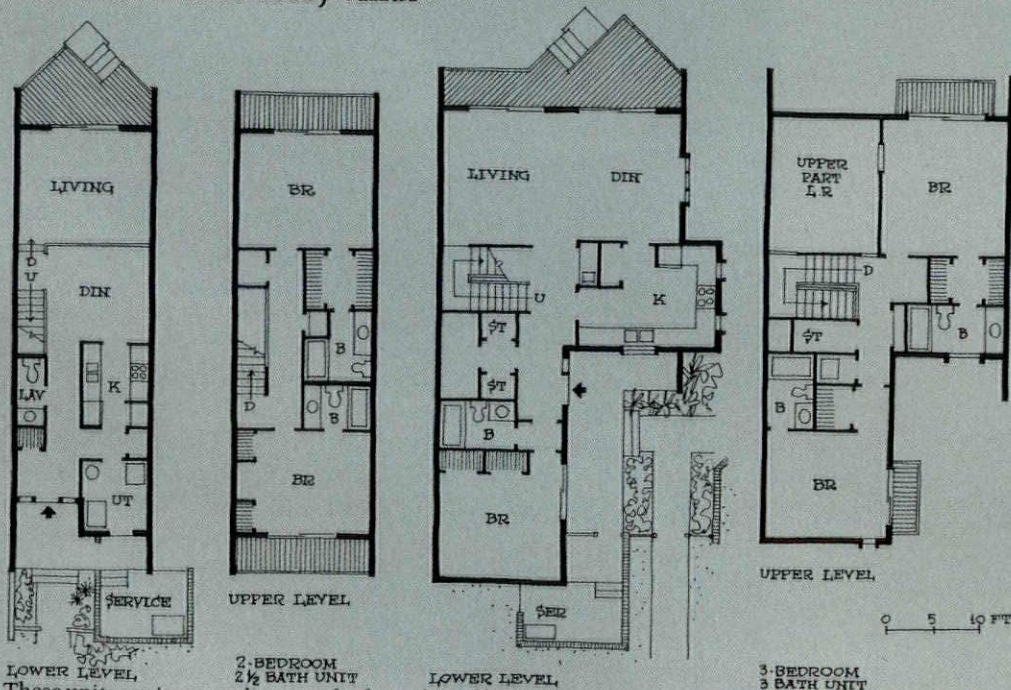 LIVING
D
U
DIN
LAV
K
UT
SERVICE
LOWER LEVEL
BR
B
B
D
BR
UPPER LEVEL
2-BEDROOM
2½ BATH UNIT
LIVING
DIN
U
K
ST
ST
B
BR
SER
LOWER LEVEL
UPPER
PART
L.R
BR
D
ST
B
B
BR
UPPER LEVEL
0 5 10 FT
3-BEDROOM
3 BATH UNIT